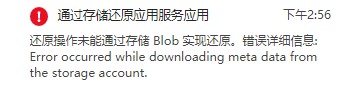 通过存储还原应用服务应用 下午2:56
还原操作未能通过存储 Blob 实现还原。错误详细信息:
Error occurred while downloading meta data from
the storage account.